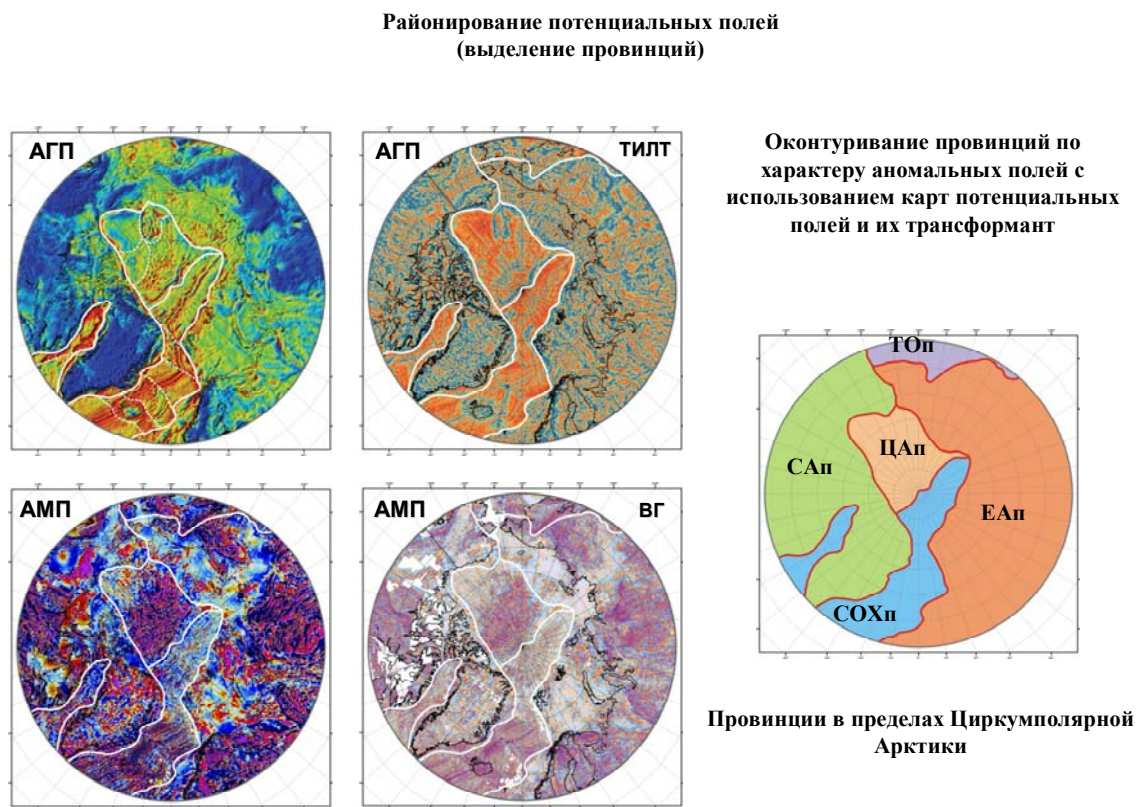 Районирование потенциальных полей
(выделение провинций)
АГП
АГП
ТИЛТ
Оконтуривание провинций по
характеру аномальных полей с
использованием карт потенциальных
полей и их трансформант
ТОп
ЦАп
САп
ЕАп
СОХп
АМП
АМП
ВГ
Провинции в пределах Циркумполярной
Арктики